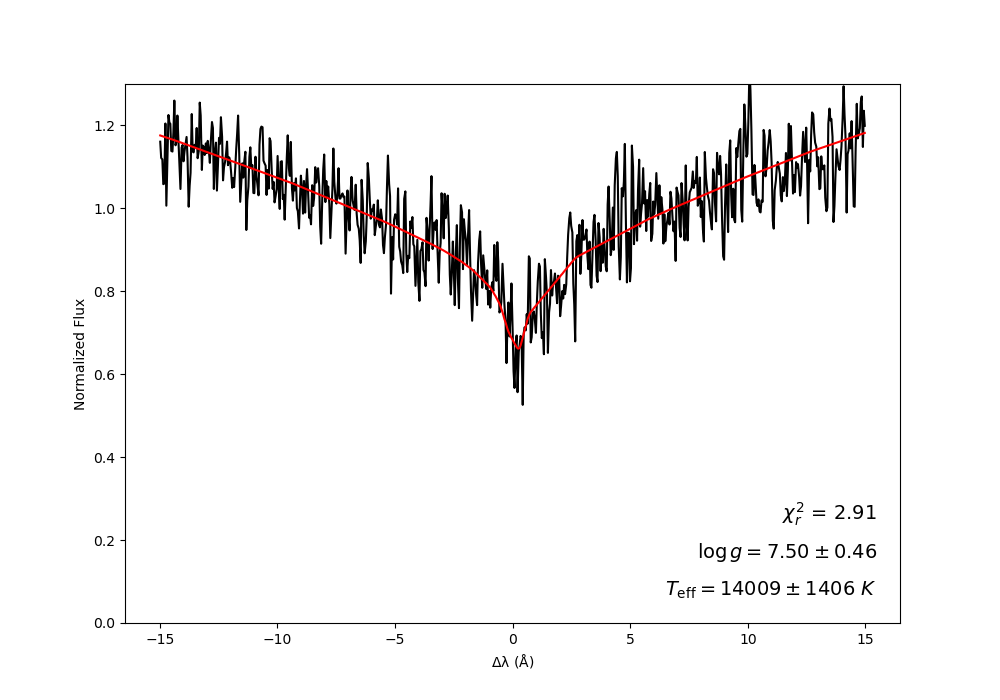 Normalized Flux
1.2
1.0
0.8
0.6
0.4
0.2
0.0
χ²ᵣ = 2.91
log g = 7.50 ± 0.46
T_eff = 14009 ± 1406 K
−15
−10
−5
0
5
10
15
Δλ (Å)